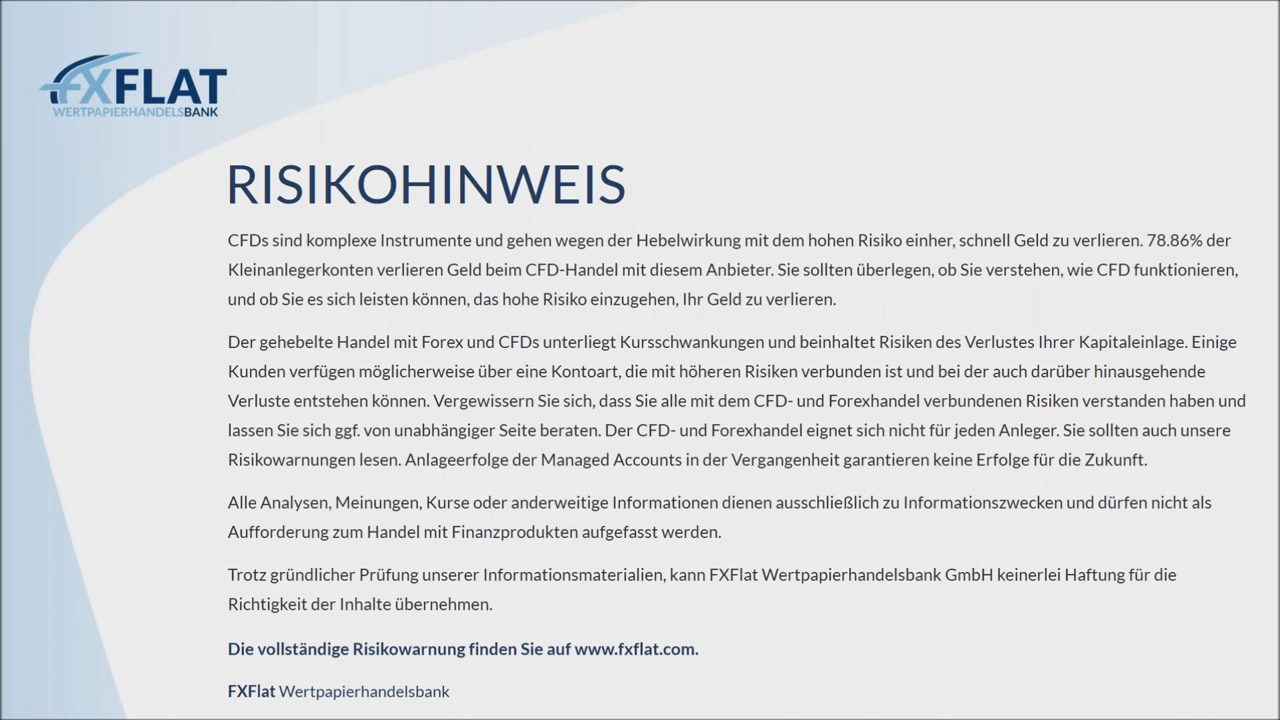 FXFLAT
WERTPAPIERHANDELSBANK
RISIKOHINWEIS
CFDs sind komplexe Instrumente und gehen wegen der Hebelwirkung mit dem hohen Risiko einher, schnell Geld zu verlieren. 78.86% der
Kleinanlegerkonten verlieren Geld beim CFD-Handel mit diesem Anbieter. Sie sollten überlegen, ob Sie verstehen, wie CFD funktionieren,
und ob Sie es sich leisten können, das hohe Risiko einzugehen, Ihr Geld zu verlieren.
Der gehebelte Handel mit Forex und CFDs unterliegt Kursschwankungen und beinhaltet Risiken des Verlustes Ihrer Kapitaleinlage. Einige
Kunden verfügen möglicherweise über eine Kontoart, die mit höheren Risiken verbunden ist und bei der auch darüber hinausgehende
Verluste entstehen können. Vergewissern Sie sich, dass Sie alle mit dem CFD- und Forexhandel verbundenen Risiken verstanden haben und
lassen Sie sich ggf. von unabhängiger Seite beraten. Der CFD- und Forexhandel eignet sich nicht für jeden Anleger. Sie sollten auch unsere
Risikowarnungen lesen. Anlageerfolge der Managed Accounts in der Vergangenheit garantieren keine Erfolge für die Zukunft.
Alle Analysen, Meinungen, Kurse oder anderweitige Informationen dienen ausschließlich zu Informationszwecken und dürfen nicht als
Aufforderung zum Handel mit Finanzprodukten aufgefasst werden.
Trotz gründlicher Prüfung unserer Informationsmaterialien, kann FXFlat Wertpapierhandelsbank GmbH keinerlei Haftung für die
Richtigkeit der Inhalte übernehmen.
Die vollständige Risikowarnung finden Sie auf www.fxflat.com.
FXFlat Wertpapierhandelsbank